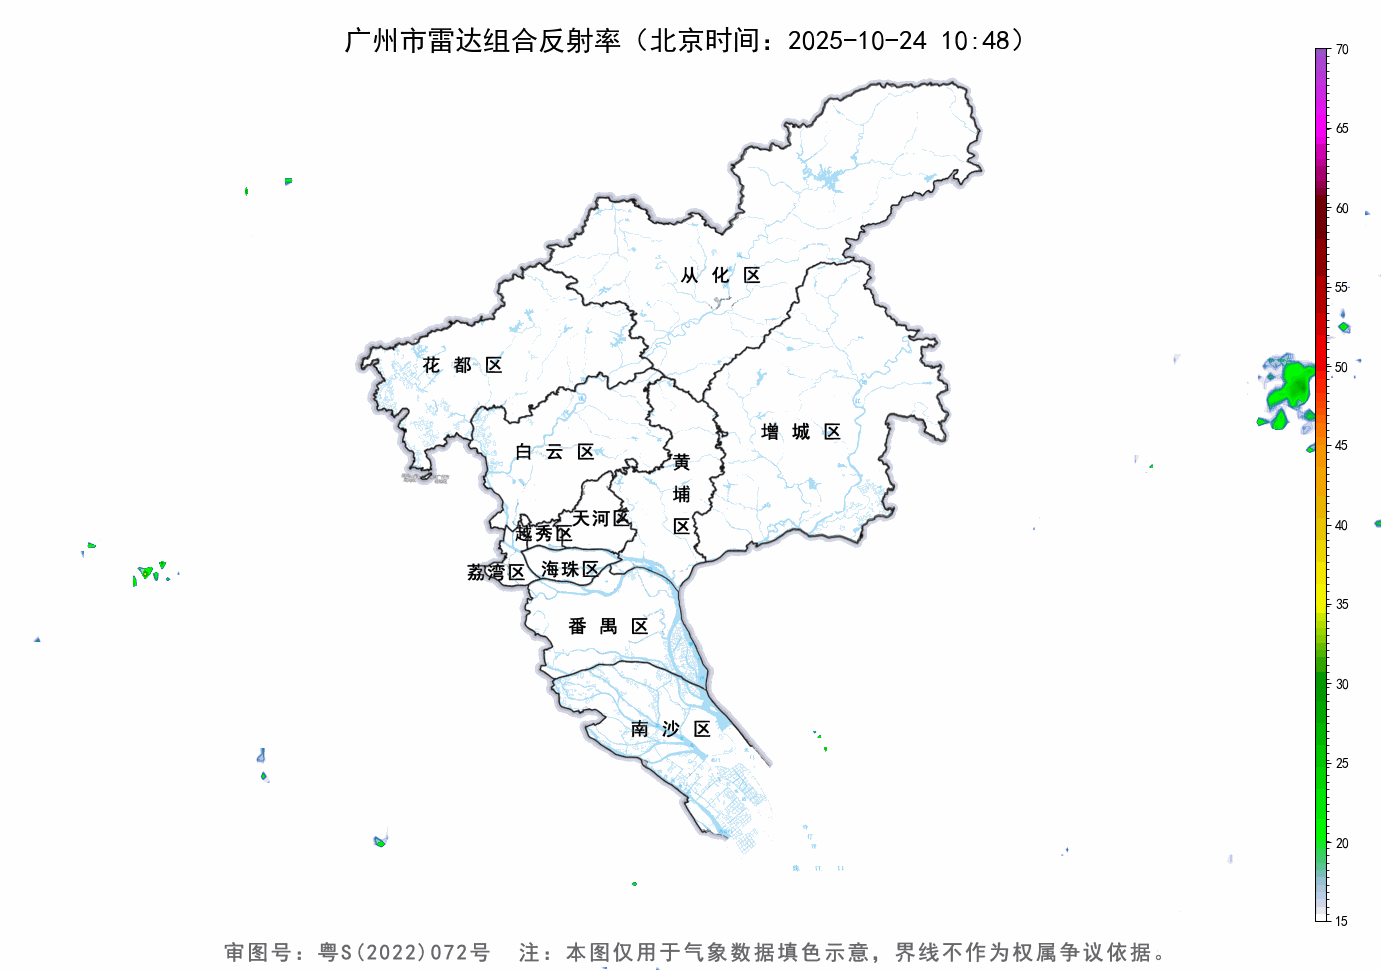 广州市雷达组合反射率（北京时间：2025-10-24 10:48）
70
65
60
55
50
45
40
35
30
25
20
15
从化区
花都区
增城区
白云区
黄埔区
天河区
越秀区
荔湾区
海珠区
番禺区
南沙区
审图号：粤S(2022)072号 注：本图仅用于气象数据填色示意，界线不作为权属争议依据。